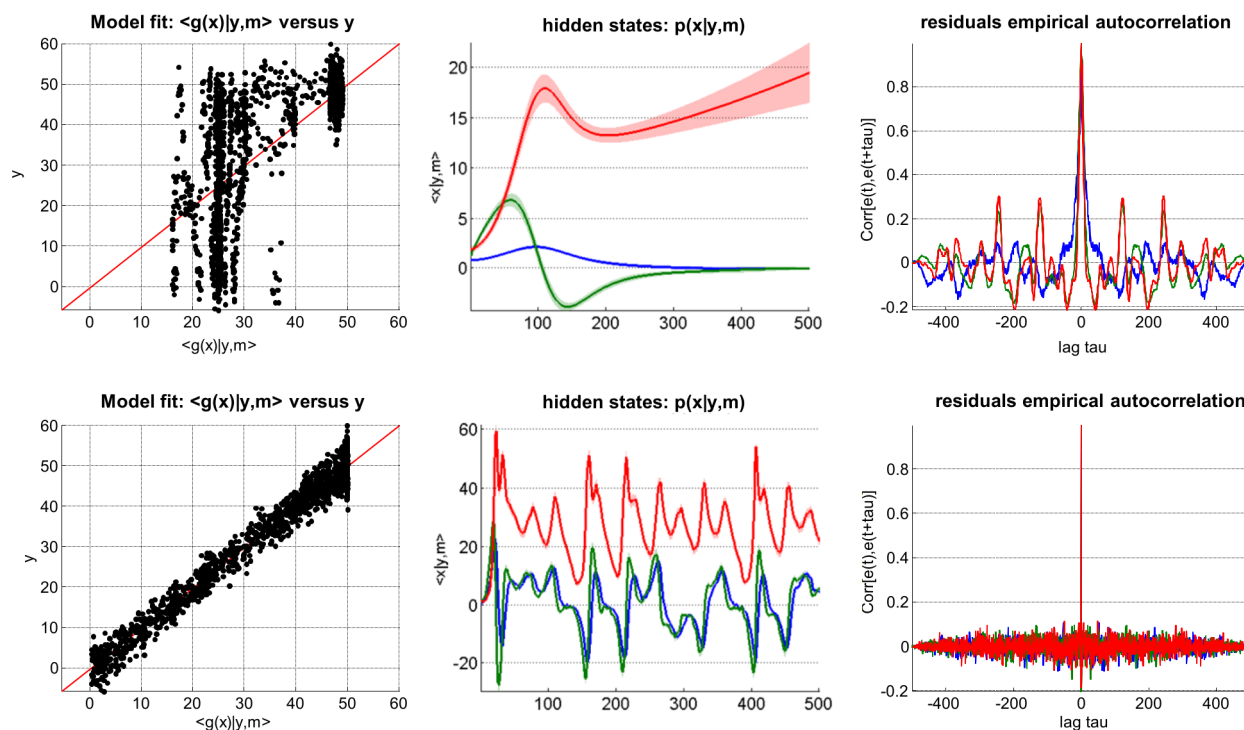 Model fit: <g(x)|y,m> versus y
60
50
40
30
20
10
0
y
0 10 20 30 40 50 60
<g(x)|y,m>
hidden states: p(x|y,m)
20
15
10
5
0
<x|y,m>
100 200 300 400 500
residuals empirical autocorrelation
0.8
0.6
0.4
0.2
0
-0.2
Corr[e(t),e(t+tau)]
-400 -200 0 200 400
lag tau
Model fit: <g(x)|y,m> versus y
60
50
40
30
20
10
0
y
0 10 20 30 40 50 60
<g(x)|y,m>
hidden states: p(x|y,m)
60
40
20
0
-20
<x|y,m>
100 200 300 400 500
residuals empirical autocorrelation
0.8
0.6
0.4
0.2
0
-0.2
Corr[e(t),e(t+tau)]
-400 -200 0 200 400
lag tau